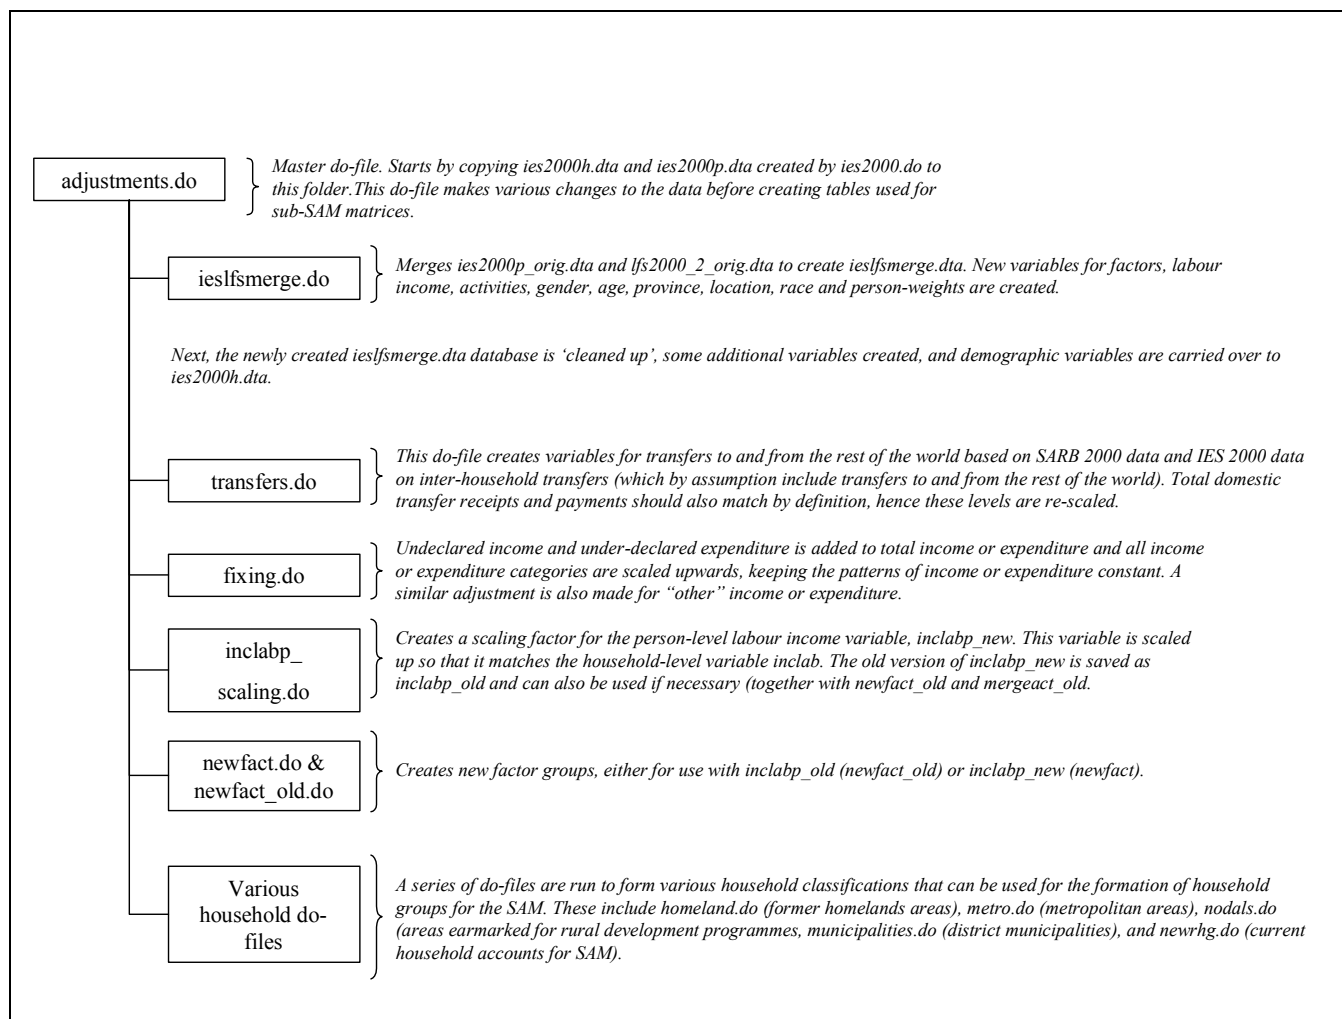 adjustments.do
Master do-file. Starts by copying ies2000h.dta and ies2000p.dta created by ies2000.do to
this folder.This do-file makes various changes to the data before creating tables used for
sub-SAM matrices.
ieslfsmerge.do
Merges ies2000p_orig.dta and lfs2000_2_orig.dta to create ieslfsmerge.dta. New variables for factors, labour
income, activities, gender, age, province, location, race and person-weights are created.
Next, the newly created ieslfsmerge.dta database is ‘cleaned up’, some additional variables created, and demographic variables are carried over to
ies2000h.dta.
transfers.do
This do-file creates variables for transfers to and from the rest of the world based on SARB 2000 data and IES 2000 data
on inter-household transfers (which by assumption include transfers to and from the rest of the world). Total domestic
transfer receipts and payments should also match by definition, hence these levels are re-scaled.
fixing.do
Undeclared income and under-declared expenditure is added to total income or expenditure and all income
or expenditure categories are scaled upwards, keeping the patterns of income or expenditure constant. A
similar adjustment is also made for “other” income or expenditure.
inclabp_
scaling.do
Creates a scaling factor for the person-level labour income variable, inclabp_new. This variable is scaled
up so that it matches the household-level variable inclab. The old version of inclabp_new is saved as
inclabp_old and can also be used if necessary (together with newfact_old and mergeact_old.
newfact.do &
newfact_old.do
Creates new factor groups, either for use with inclabp_old (newfact_old) or inclabp_new (newfact).
Various
household do-
files
A series of do-files are run to form various household classifications that can be used for the formation of household
groups for the SAM. These include homeland.do (former homelands areas), metro.do (metropolitan areas), nodals.do
(areas earmarked for rural development programmes, municipalities.do (district municipalities), and newrhg.do (current
household accounts for SAM).